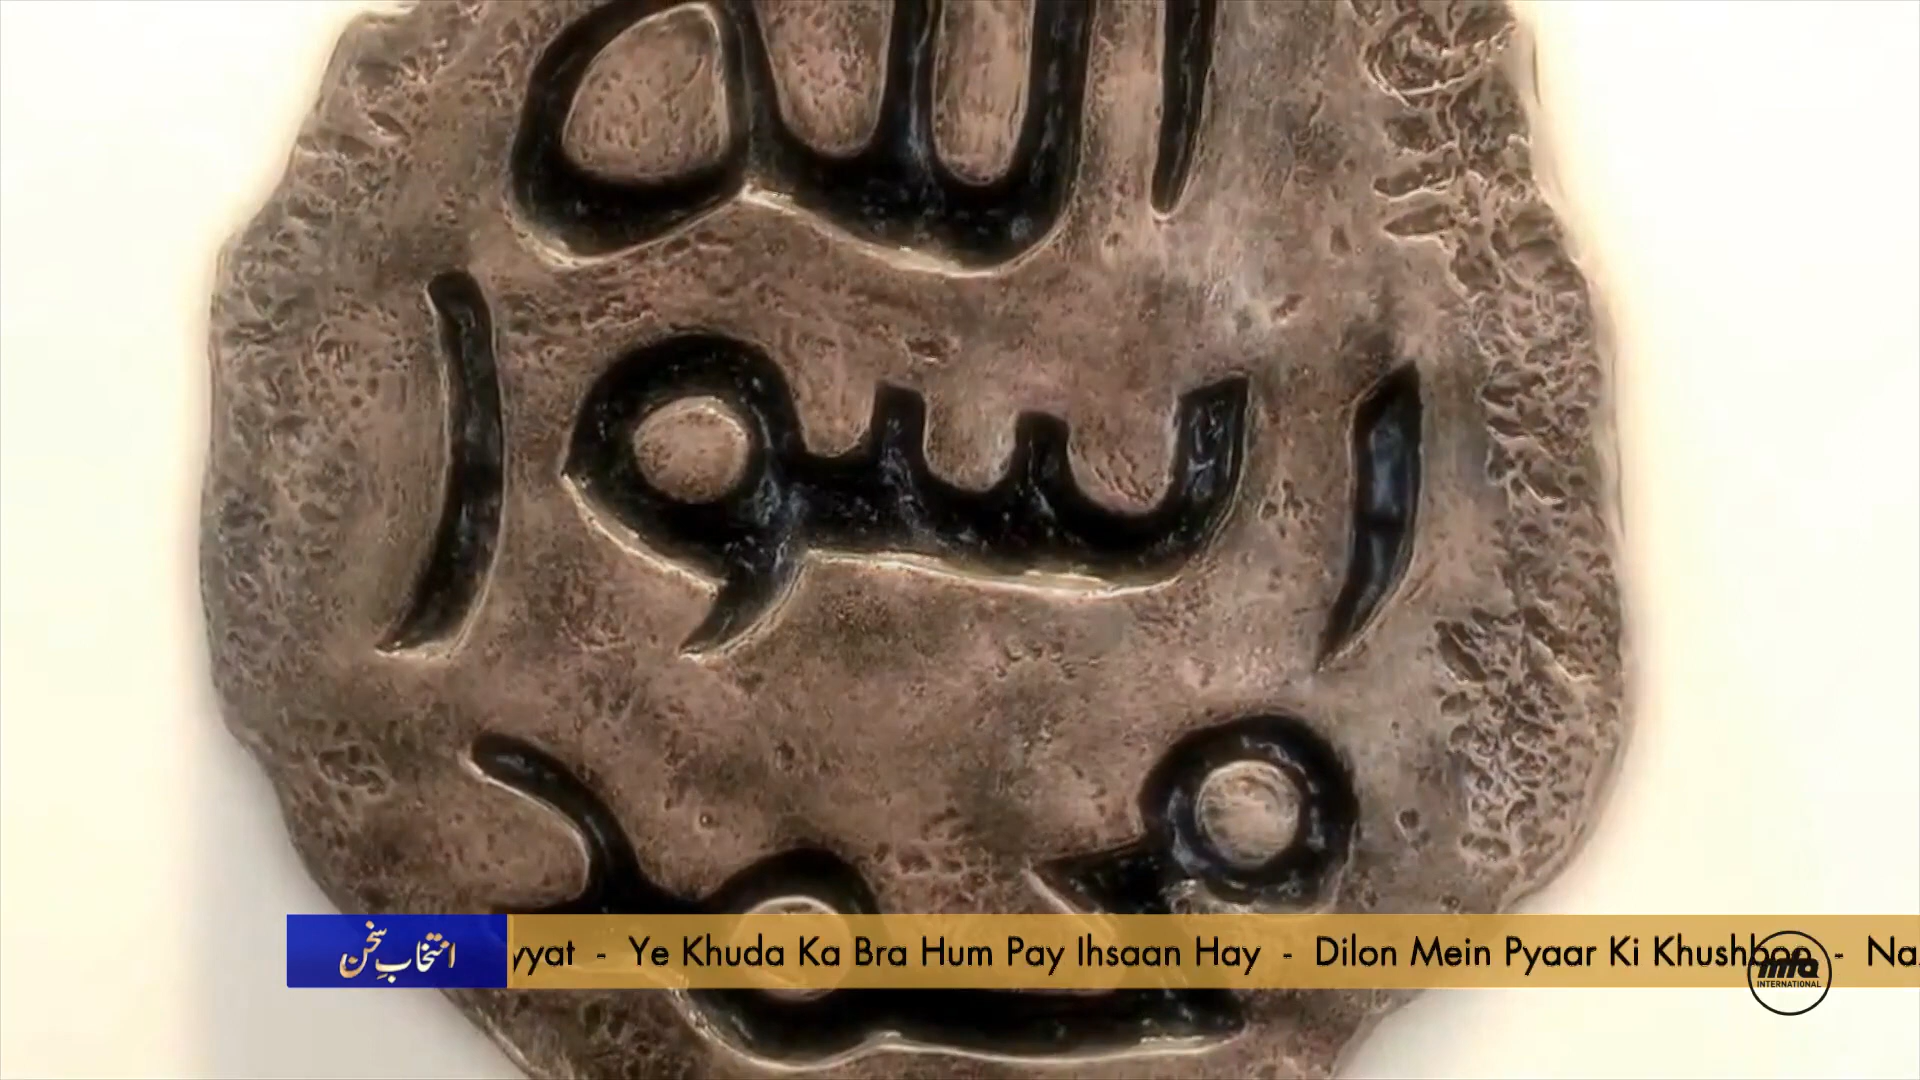 الله
رسول
محمد
انتخابِ سخن
yyat - Ye Khuda Ka Bra Hum Pay Ihsaan Hay - Dilon Mein Pyaar Ki Khushboo - Na
mta
INTERNATIONAL